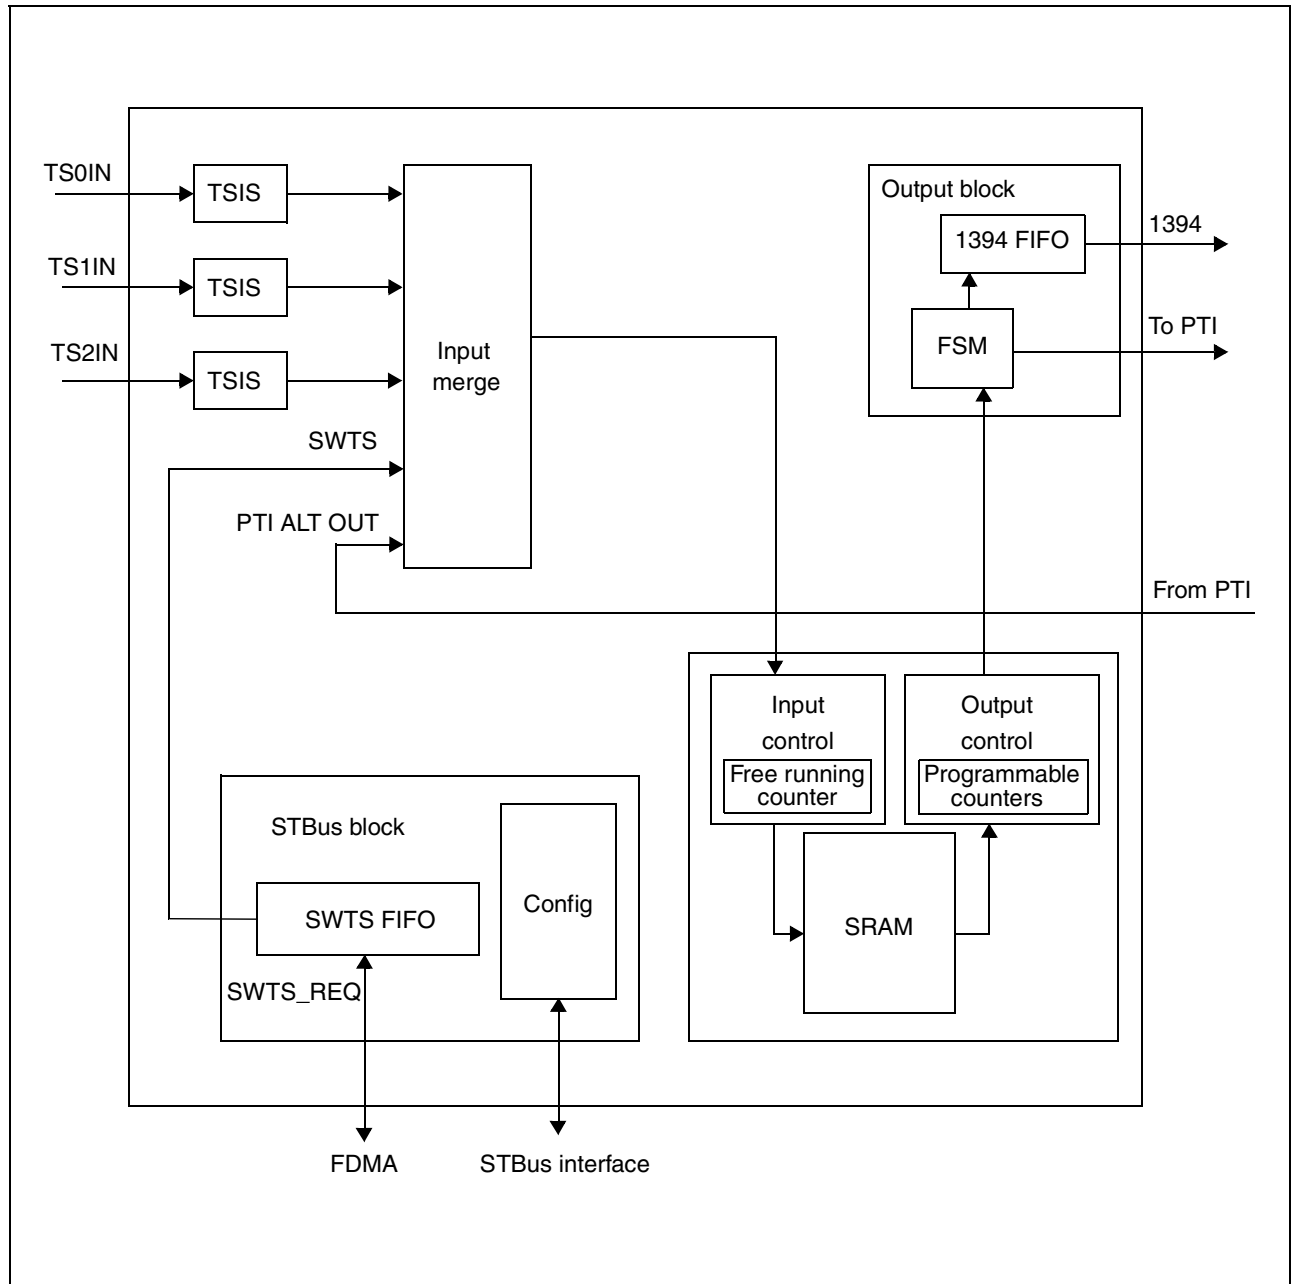 TS0IN
TSIS
TS1IN
TSIS
TS2IN
TSIS
Input
merge
SWTS
PTI ALT OUT
Output block
1394 FIFO
1394
FSM
To PTI
From PTI
Input
control
Free running
counter
Output
control
Programmable
counters
SRAM
STBus block
SWTS FIFO
Config
SWTS_REQ
FDMA
STBus interface